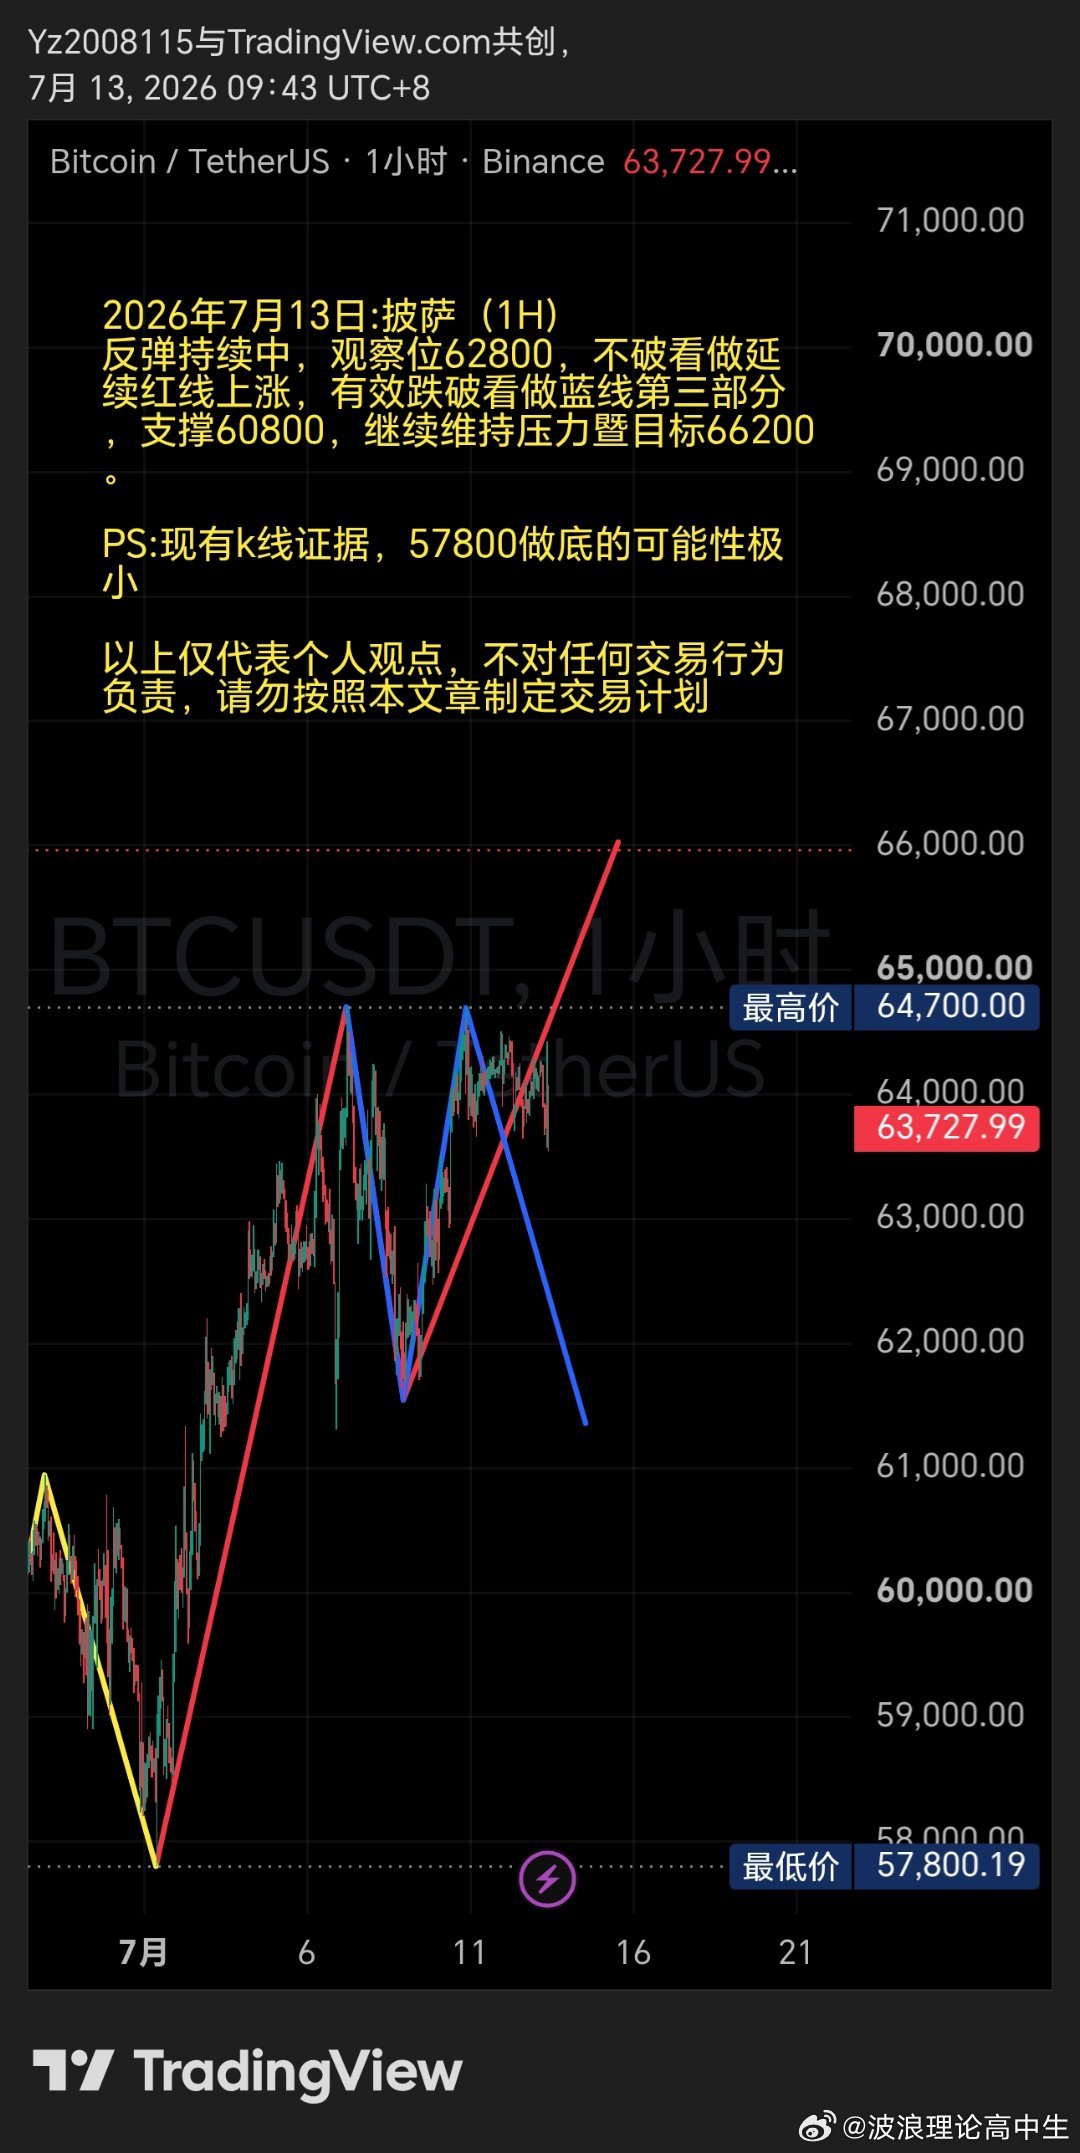 Yz2008115与TradingView.com共创，
7月 13, 2026 09:43 UTC+8
Bitcoin / TetherUS · 1小时 · Binance 63,727.99...
71,000.00
2026年7月13日:披萨（1H）
反弹持续中，观察位62800，不破看做延
续红线上涨，有效跌破看做蓝线第三部分
，支撑60800，继续维持压力暨目标66200
。
70,000.00
69,000.00
PS:现有k线证据，57800做底的可能性极
小
68,000.00
以上仅代表个人观点，不对任何交易行为
负责，请勿按照本文章制定交易计划
67,000.00
66,000.00
BTCUSDT, 1小时
65,000.00
最高价 64,700.00
Bitcoin / TetherUS
64,000.00
63,727.99
63,000.00
62,000.00
61,000.00
60,000.00
59,000.00
58,000.00
最低价 57,800.19
7月 6 11 16 21
TradingView
@波浪理论高中生